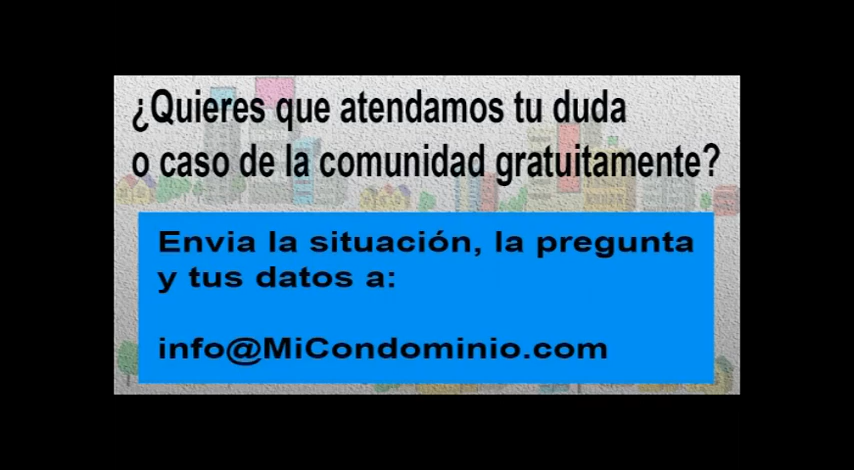 ¿Quieres que atendamos tu duda
o caso de la comunidad gratuitamente?
Envia la situación, la pregunta
y tus datos a:
info@MiCondominio.com